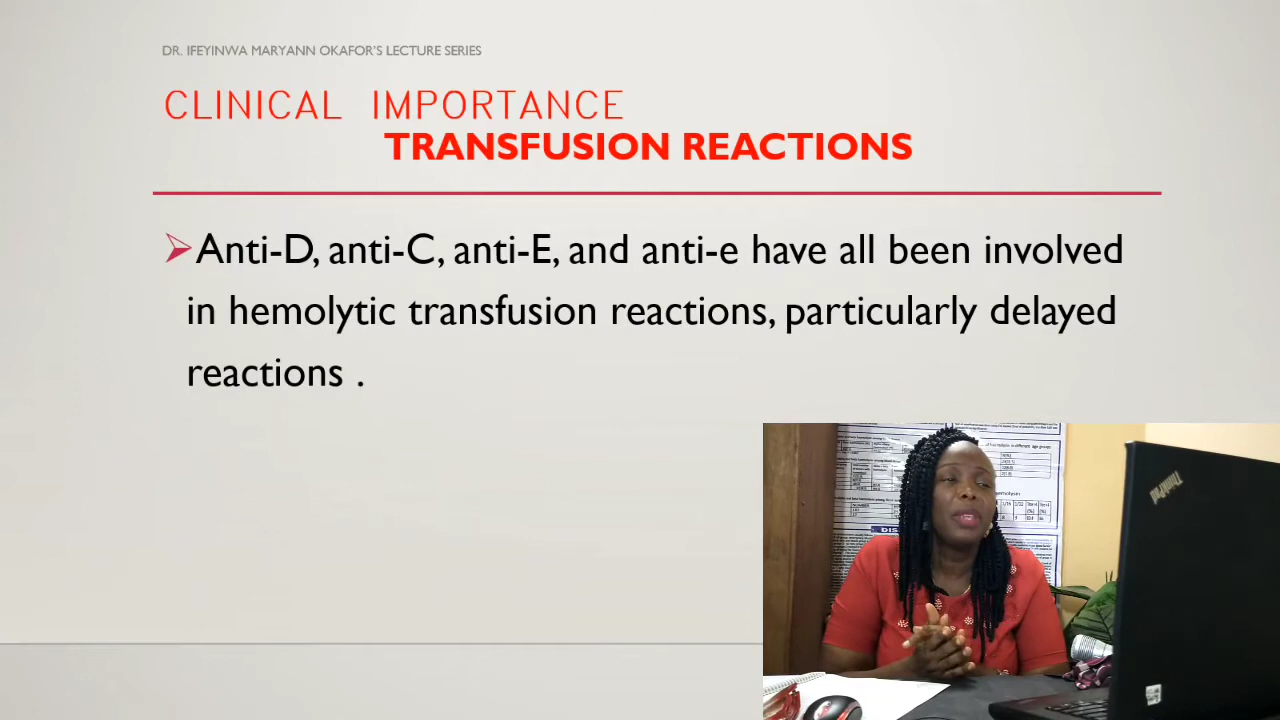 DR. IFEYINWA MARYANN OKAFOR'S LECTURE SERIES
CLINICAL IMPORTANCE
TRANSFUSION REACTIONS
Anti-D, anti-C, anti-E, and anti-e have all been involved
in hemolytic transfusion reactions, particularly delayed
reactions .
ThinkPad